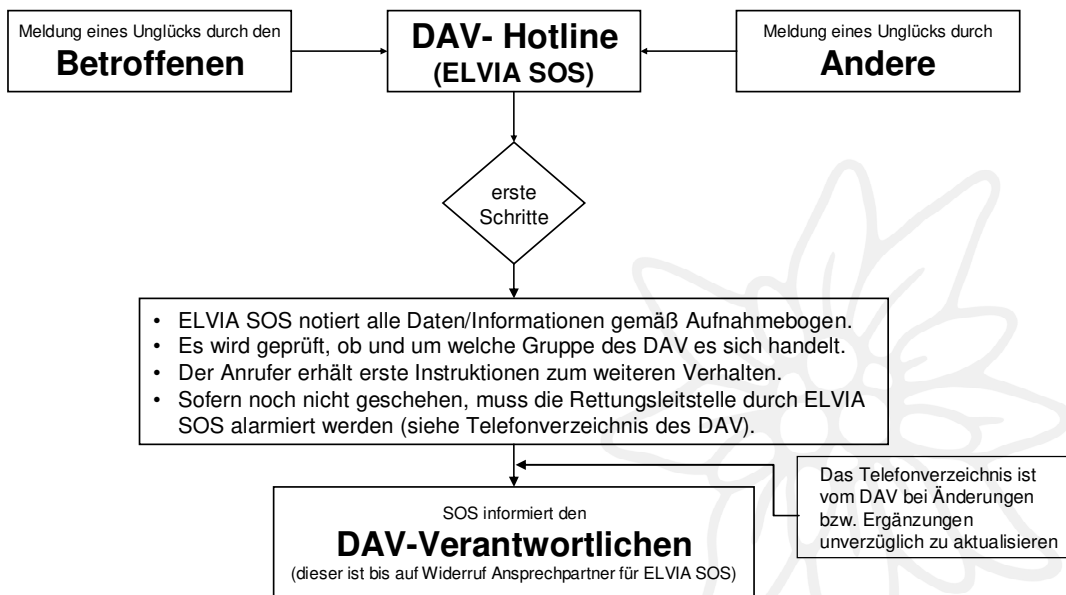 Meldung eines Unglücks durch den
Betroffenen
DAV- Hotline
(ELVIA SOS)
Meldung eines Unglücks durch
Andere
erste
Schritte
• ELVIA SOS notiert alle Daten/Informationen gemäß Aufnahmebogen.
• Es wird geprüft, ob und um welche Gruppe des DAV es sich handelt.
• Der Anrufer erhält erste Instruktionen zum weiteren Verhalten.
• Sofern noch nicht geschehen, muss die Rettungsleitstelle durch ELVIA
SOS alarmiert werden (siehe Telefonverzeichnis des DAV).
Das Telefonverzeichnis ist
vom DAV bei Änderungen
bzw. Ergänzungen
unverzüglich zu aktualisieren
SOS informiert den
DAV-Verantwortlichen
(dieser ist bis auf Widerruf Ansprechpartner für ELVIA SOS)